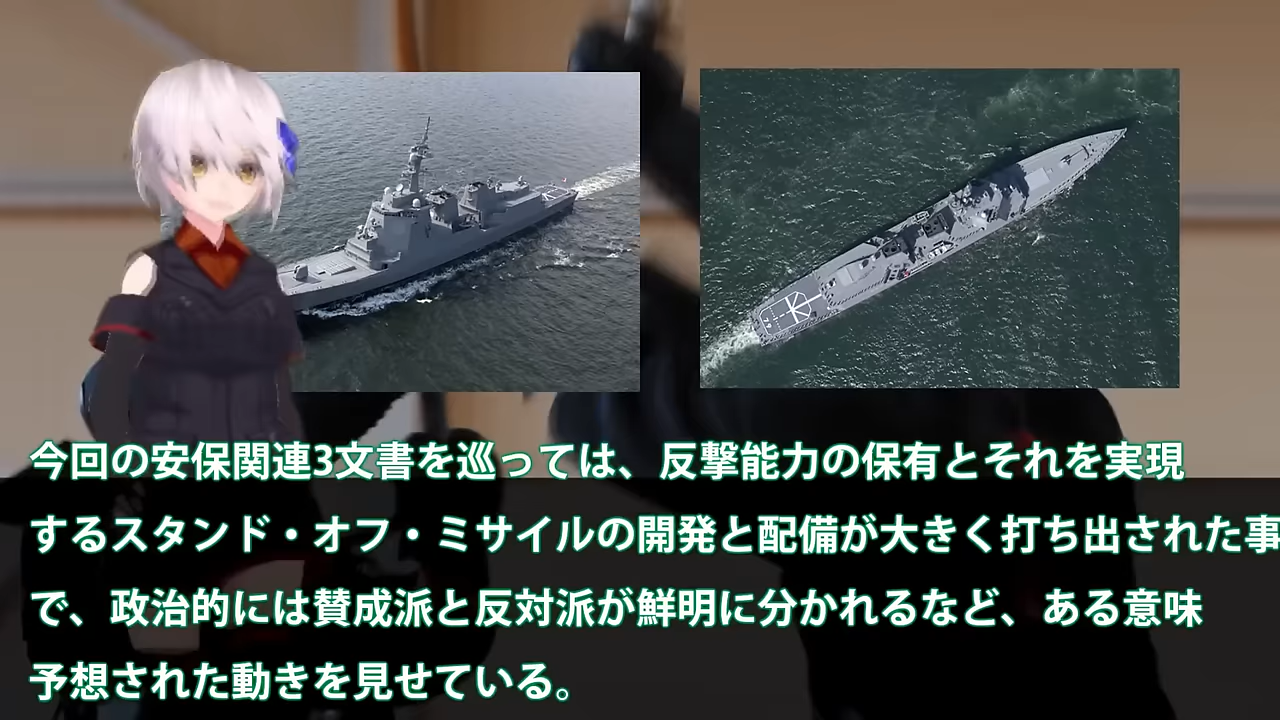 今回の安保関連3文書を巡っては、反撃能力の保有とそれを実現
するスタンド・オフ・ミサイルの開発と配備が大きく打ち出された事
で、政治的には賛成派と反対派が鮮明に分かれるなど、ある意味
予想された動きを見せている。